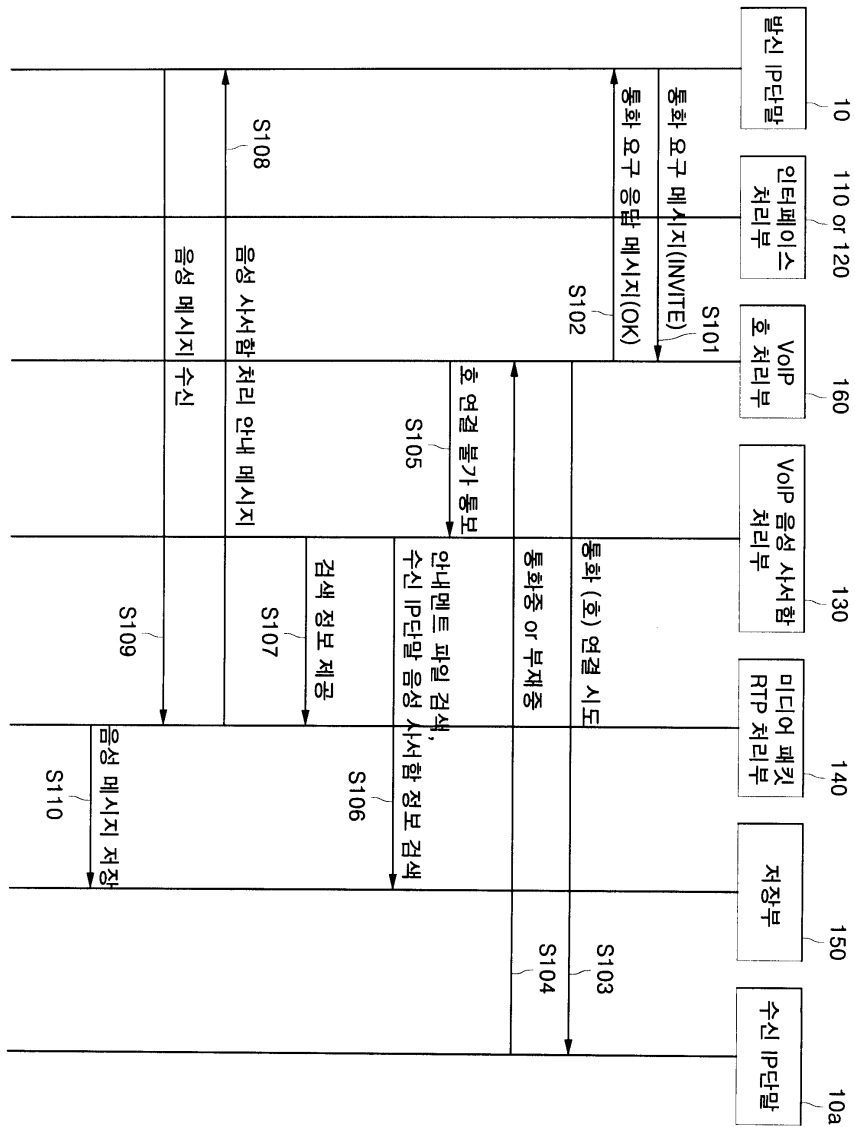 10
발신 IP단말
110 or 120
인터페이스
처리부
160
VoIP
호 처리부
130
VoIP 음성 사서함
처리부
140
미디어 패킷
RTP 처리부
150
저장부
10a
수신 IP단말
통화 요구 메시지(INVITE)
S101
통화 요구 응답 메시지(OK)
S102
통화 (호) 연결 시도
S103
통화중 or 부재중
S104
호 연결 불가 통보
S105
안내멘트 파일 검색,
수신 IP단말 음성 사서함 정보 검색
S106
검색 정보 제공
S107
음성 사서함 처리 안내 메시지
S108
음성 메시지 수신
S109
음성 메시지 저장
S110